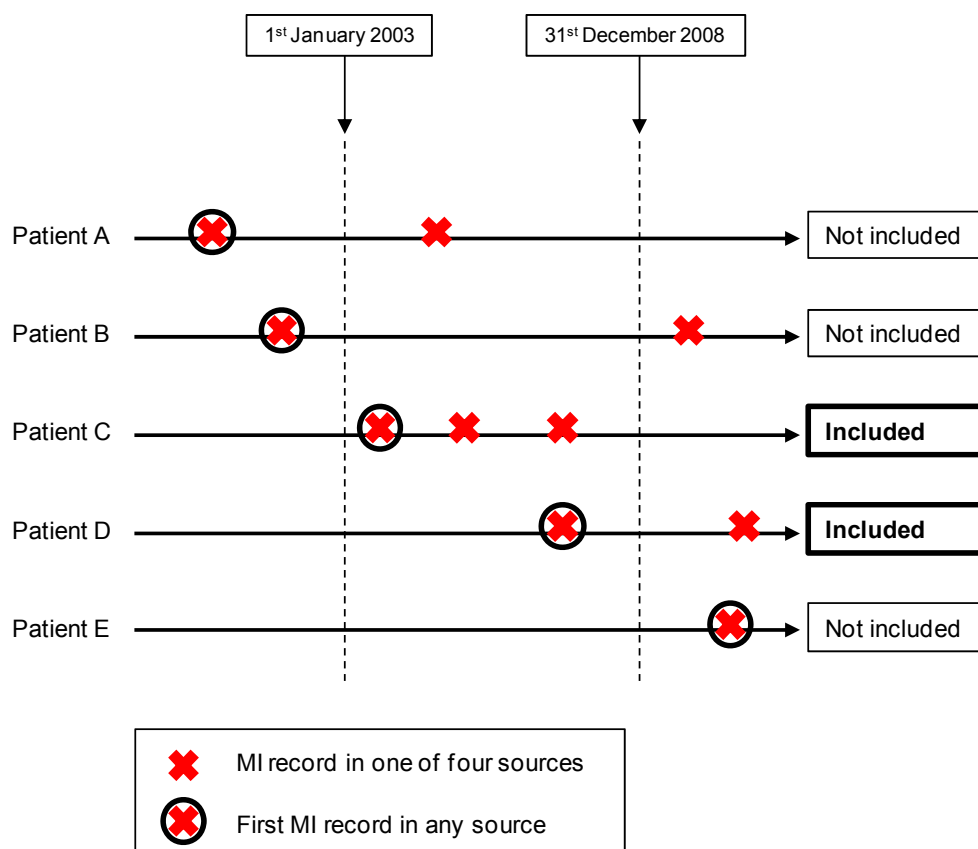 1st January 2003
31st December 2008
Patient A
Not included
Patient B
Not included
Patient C
Included
Patient D
Included
Patient E
Not included
MI record in one of four sources
First MI record in any source